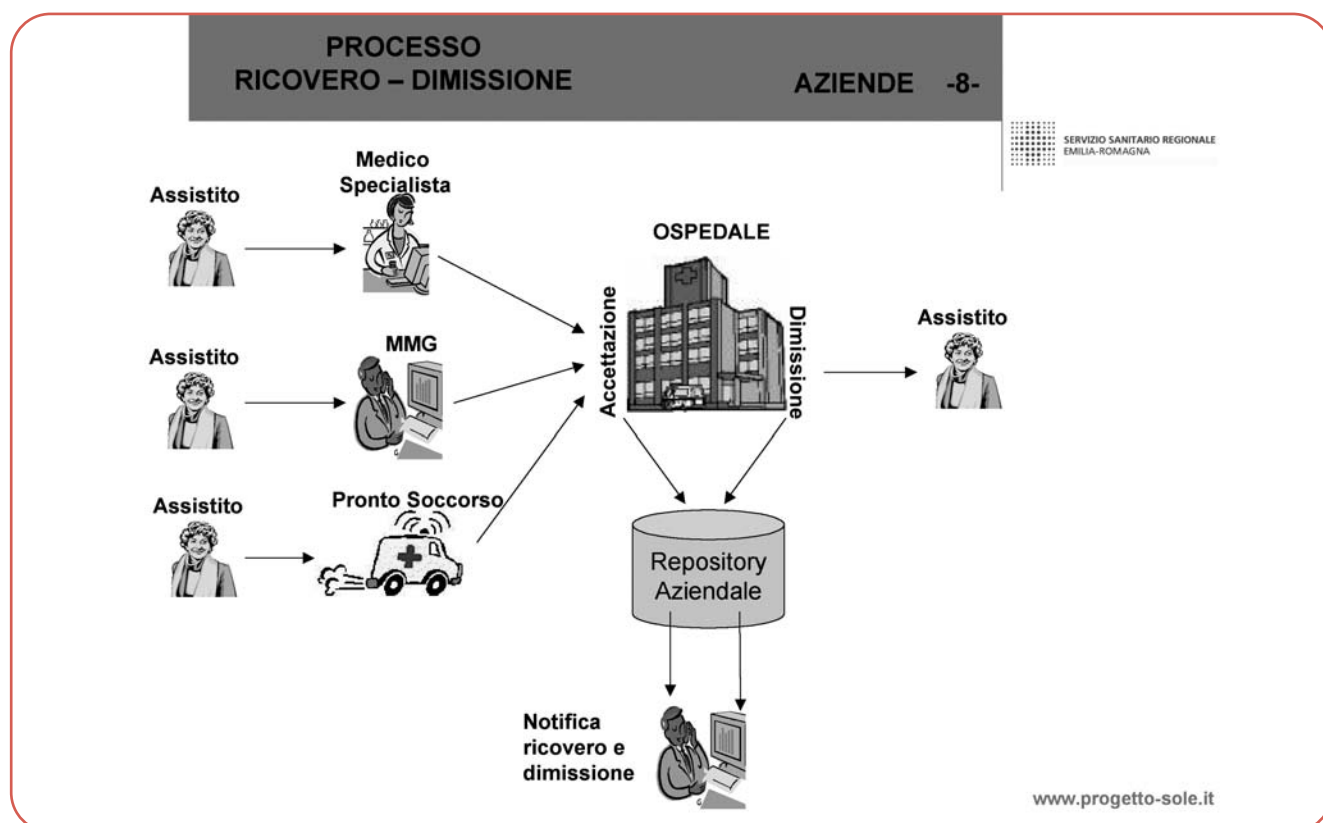 PROCESSO
RICOVERO – DIMISSIONE
AZIENDE -8-
SERVIZIO SANITARIO REGIONALE
EMILIA-ROMAGNA
Medico
Specialista
Assistito
OSPEDALE
Accettazione
Dimissione
Assistito
MMG
Assistito
Assistito
Pronto Soccorso
Repository
Aziendale
Notifica
ricovero e
dimissione
www.progetto-sole.it